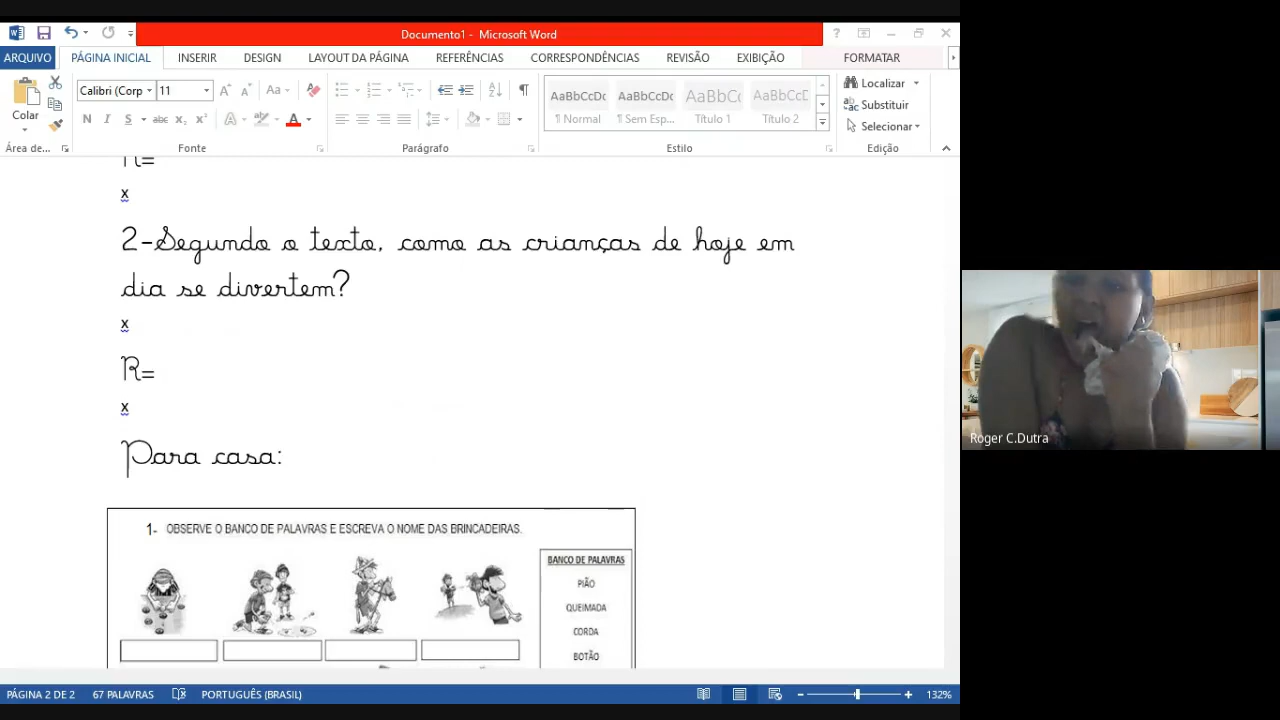 Documento1 - Microsoft Word
ARQUIVO PÁGINA INICIAL INSERIR DESIGN LAYOUT DA PÁGINA REFERÊNCIAS CORRESPONDÊNCIAS REVISÃO EXIBIÇÃO FORMATAR
Colar
Calibri (Corp 11
N I S abc x₂ x²
Área de... Fonte Parágrafo Estilo Edição
AaBbCcDc AaBbCcDc AaBbC AaBbCcD
¶ Normal ¶ Sem Esp... Título 1 Título 2
Localizar
Substituir
Selecionar
R=
x
2-Segundo o texto, como as crianças de hoje em
dia se divertem?
x
R=
x
Para casa:
1- OBSERVE O BANCO DE PALAVRAS E ESCREVA O NOME DAS BRINCADEIRAS.
BANCO DE PALAVRAS
PIÃO
QUEIMADA
CORDA
BOTÃO
Roger C.Dutra
PÁGINA 2 DE 2 67 PALAVRAS PORTUGUÊS (BRASIL) 132%